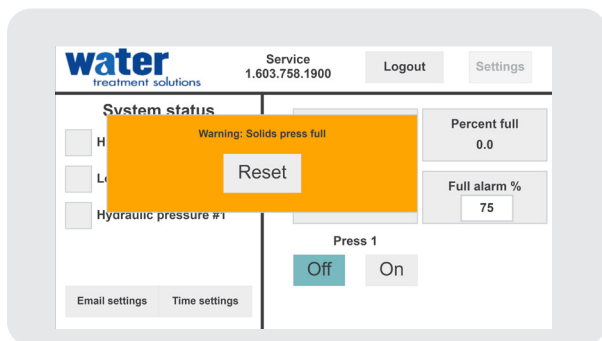 water
treatment solutions
Service
1.603.758.1900
Logout
Settings
System status
Warning: Solids press full
Reset
Hydraulic pressure #1
Percent full
0.0
Full alarm %
75
Press 1
Off
On
Email settings
Time settings